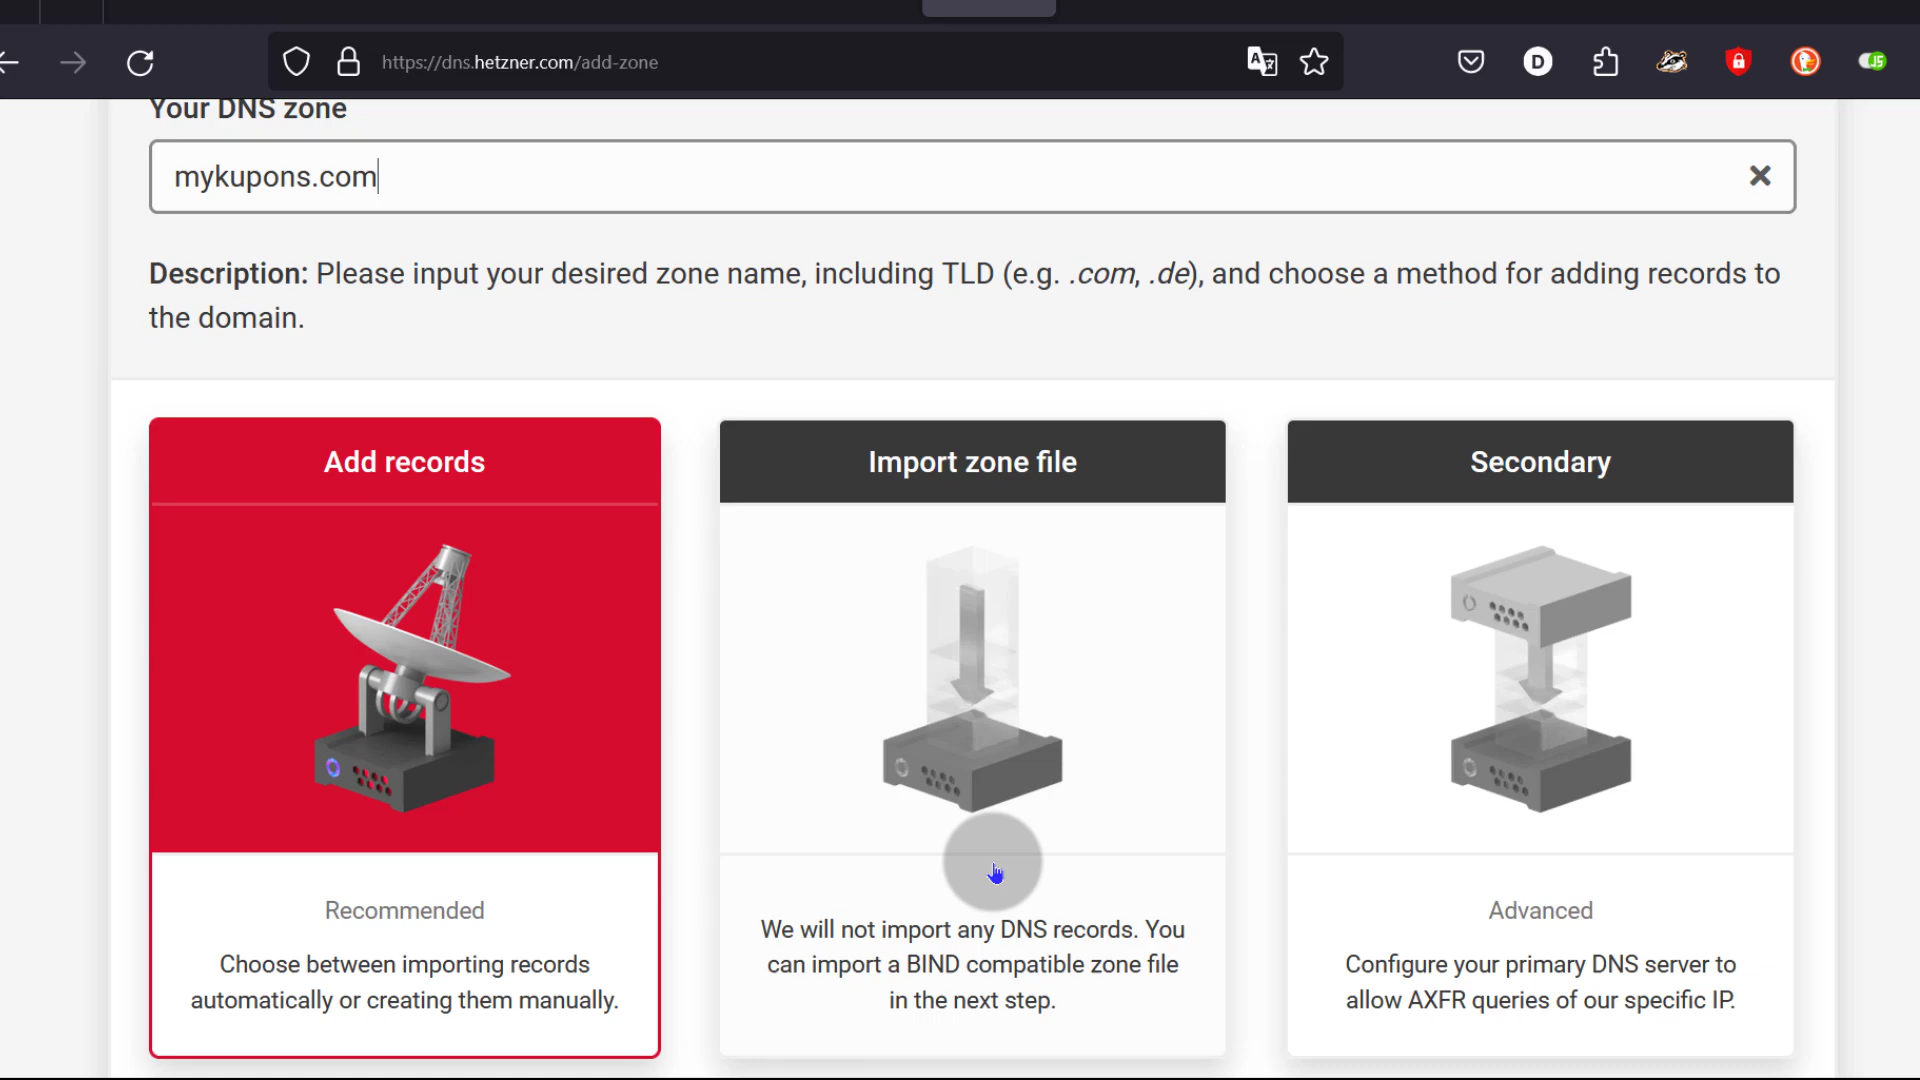 https://dns.hetzner.com/add-zone
D
JS
Your DNS zone
mykupons.com
Description: Please input your desired zone name, including TLD (e.g. .com, .de), and choose a method for adding records to
the domain.
Add records
Import zone file
Secondary
Recommended
Choose between importing records
automatically or creating them manually.
We will not import any DNS records. You
can import a BIND compatible zone file
in the next step.
Advanced
Configure your primary DNS server to
allow AXFR queries of our specific IP.